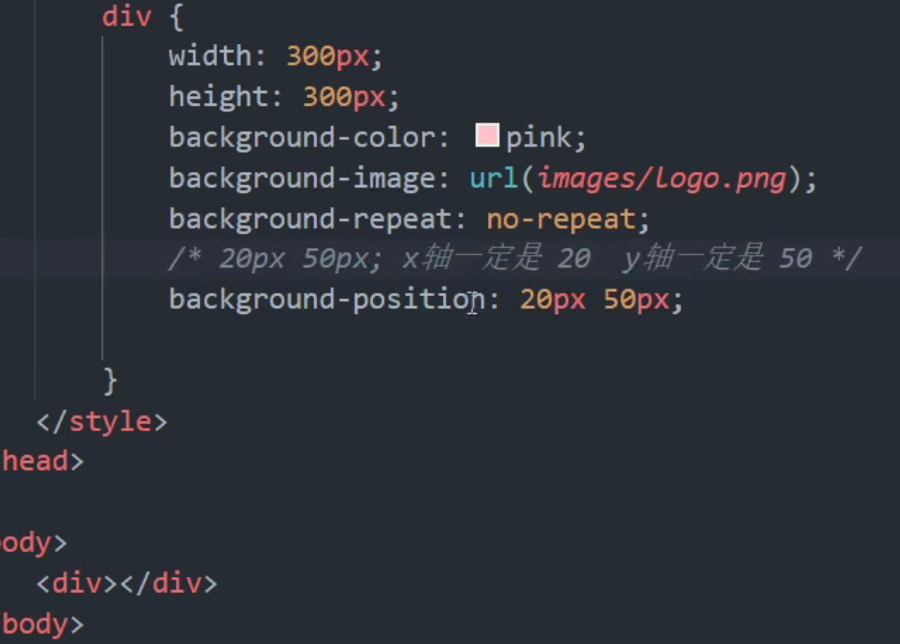 div {
width: 300px;
height: 300px;
background-color: pink;
background-image: url(images/logo.png);
background-repeat: no-repeat;
/* 20px 50px; x轴一定是 20  y轴一定是 50 */
background-position: 20px 50px;
}
</style>
head>
ody>
<div></div>
body>